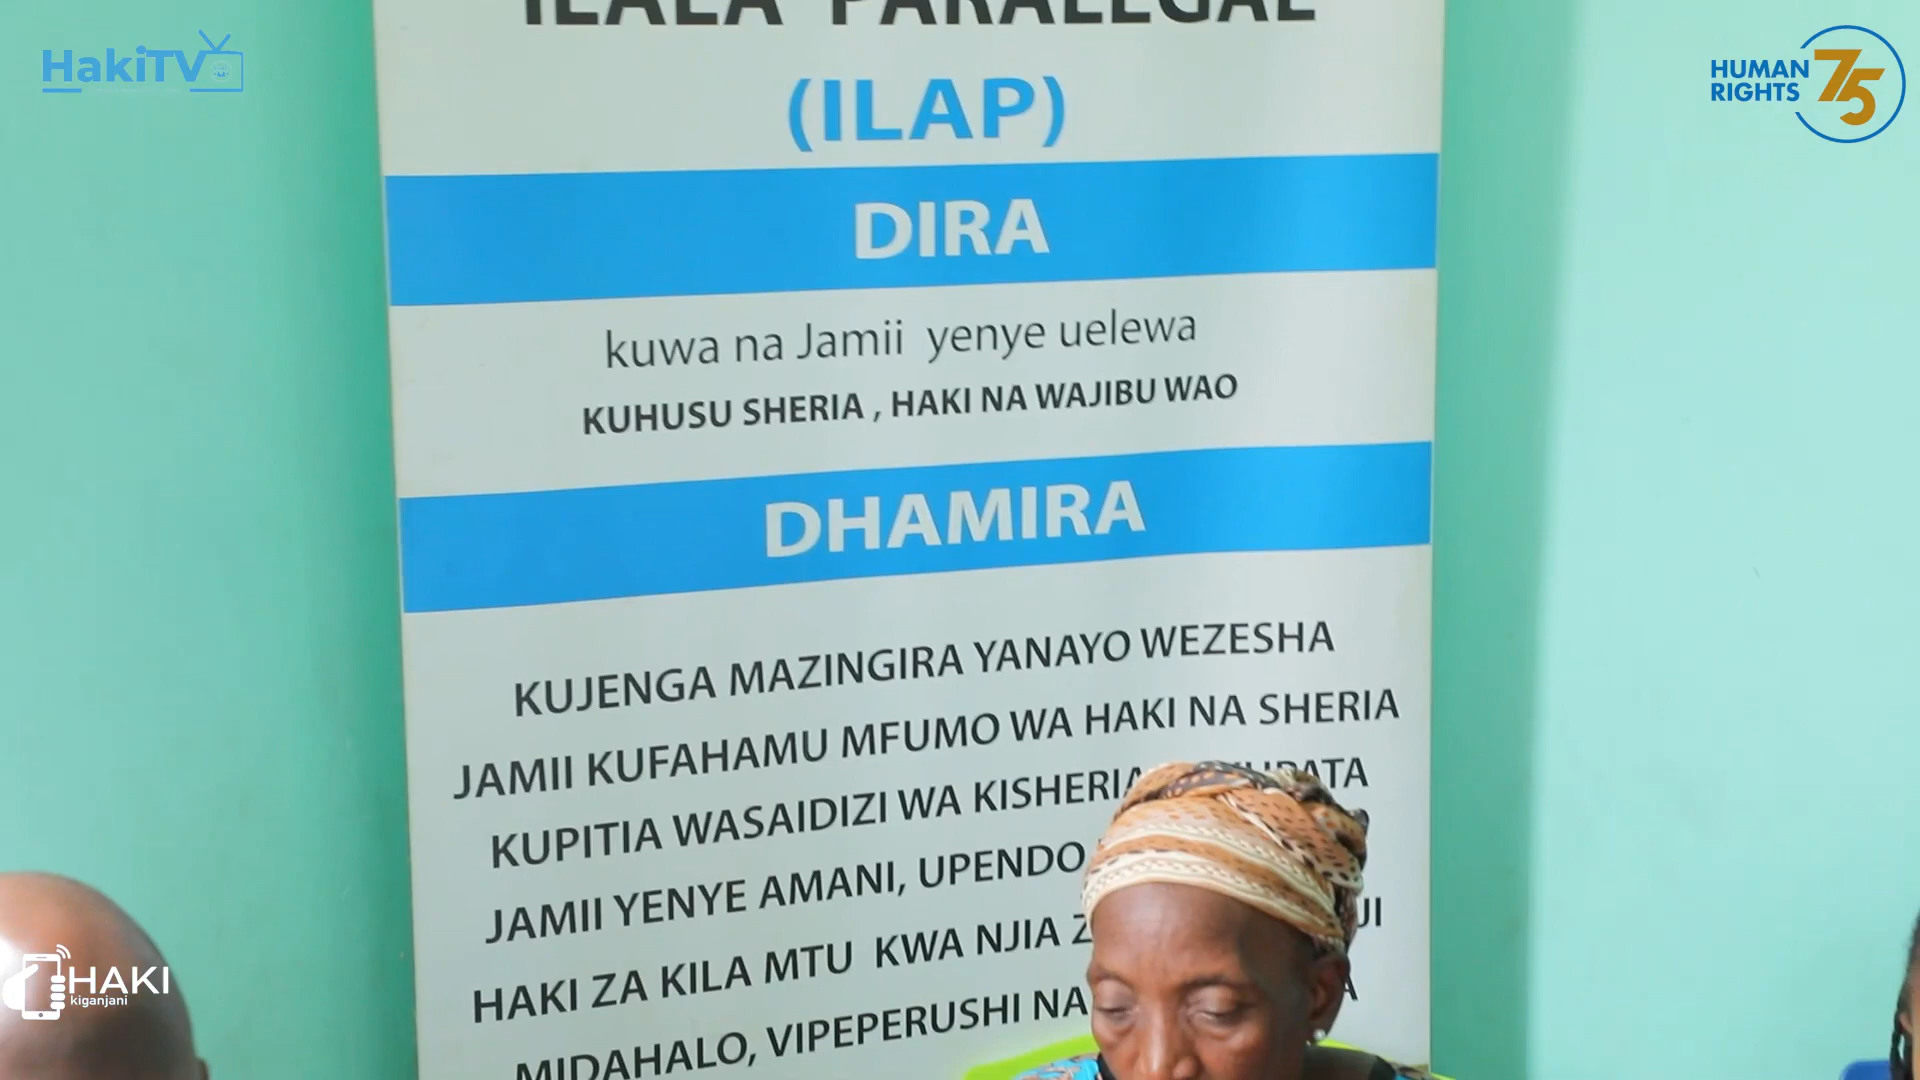 HakiTV
HUMAN
RIGHTS 75
ILALA PARALEGAL
(ILAP)
DIRA
kuwa na Jamii yenye uelewa
KUHUSU SHERIA , HAKI NA WAJIBU WAO
DHAMIRA
KUJENGA MAZINGIRA YANAYO WEZESHA
JAMII KUFAHAMU MFUMO WA HAKI NA SHERIA
KUPITIA WASAIDIZI WA KISHERIA
JAMII YENYE AMANI, UPENDO
HAKI ZA KILA MTU KWA NJIA
MIDAHALO, VIPEPERUSHI NA
HAKI
kiganjani